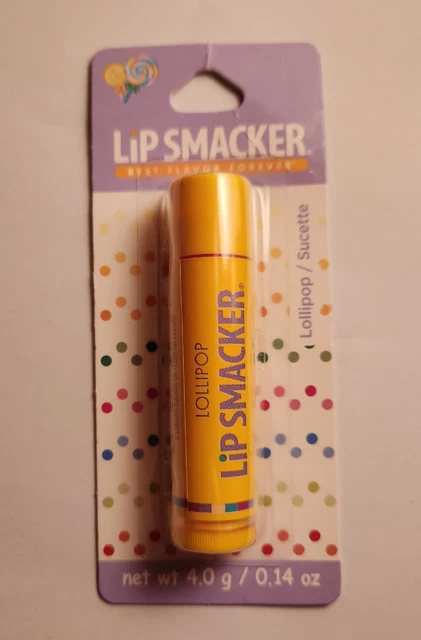 LiP SMACKER
BEST FLAVOR FOREVER
Lollipop / Sucette
LOLLIPOP
LiP SMACKER®
net wt 4.0 g / 0.14 oz